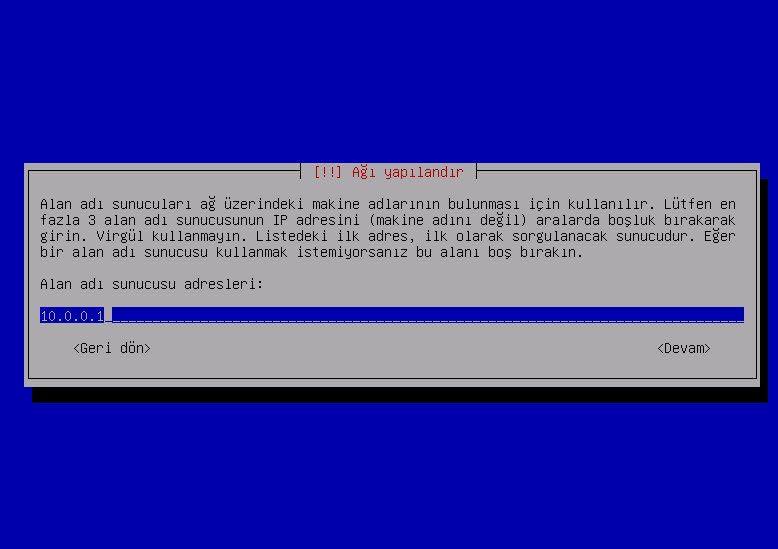 [!!] Ağı yapılandır
Alan adı sunucuları ağ üzerindeki makine adlarının bulunması için kullanılır. Lütfen en
fazla 3 alan adı sunucusunun IP adresini (makine adını değil) aralarda boşluk bırakarak
girin. Virgül kullanmayın. Listedeki ilk adres, ilk olarak sorgulanacak sunucudur. Eğer
bir alan adı sunucusu kullanmak istemiyorsanız bu alanı boş bırakın.
Alan adı sunucusu adresleri:
10.0.0.1
<Geri dön> <Devam>